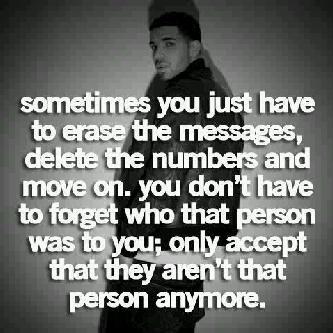 sometimes you just have
to erase the messages,
delete the numbers and
move on. you don't have
to forget who that person
was to you; only accept
that they aren't that
person anymore.